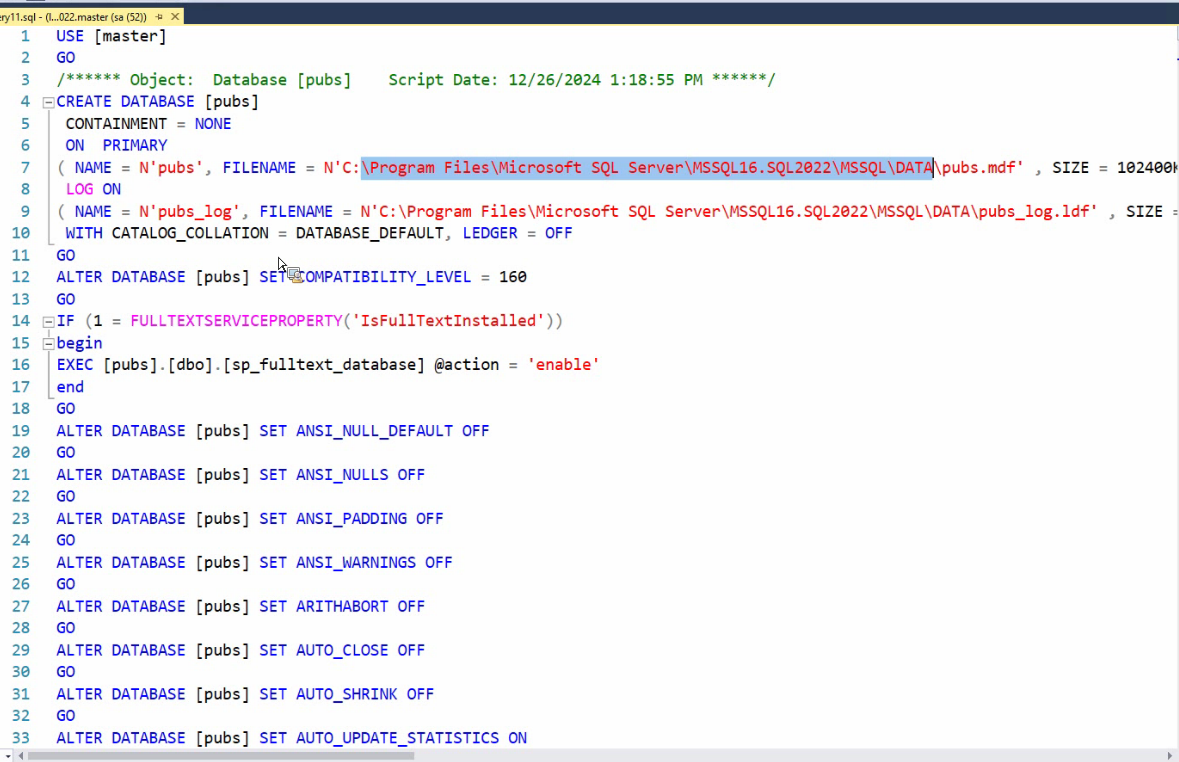 ery11.sql - (l...022.master (sa (52))) ✕
1 USE [master]
2 GO
3 /****** Object:  Database [pubs]    Script Date: 12/26/2024 1:18:55 PM ******/
4 CREATE DATABASE [pubs]
5 CONTAINMENT = NONE
6 ON  PRIMARY
7 ( NAME = N'pubs', FILENAME = N'C:\Program Files\Microsoft SQL Server\MSSQL16.SQL2022\MSSQL\DATA\pubs.mdf' , SIZE = 102400K
8 LOG ON
9 ( NAME = N'pubs_log', FILENAME = N'C:\Program Files\Microsoft SQL Server\MSSQL16.SQL2022\MSSQL\DATA\pubs_log.ldf' , SIZE =
10 WITH CATALOG_COLLATION = DATABASE_DEFAULT, LEDGER = OFF
11 GO
12 ALTER DATABASE [pubs] SET COMPATIBILITY_LEVEL = 160
13 GO
14 IF (1 = FULLTEXTSERVICEPROPERTY('IsFullTextInstalled'))
15 begin
16 EXEC [pubs].[dbo].[sp_fulltext_database] @action = 'enable'
17 end
18 GO
19 ALTER DATABASE [pubs] SET ANSI_NULL_DEFAULT OFF
20 GO
21 ALTER DATABASE [pubs] SET ANSI_NULLS OFF
22 GO
23 ALTER DATABASE [pubs] SET ANSI_PADDING OFF
24 GO
25 ALTER DATABASE [pubs] SET ANSI_WARNINGS OFF
26 GO
27 ALTER DATABASE [pubs] SET ARITHABORT OFF
28 GO
29 ALTER DATABASE [pubs] SET AUTO_CLOSE OFF
30 GO
31 ALTER DATABASE [pubs] SET AUTO_SHRINK OFF
32 GO
33 ALTER DATABASE [pubs] SET AUTO_UPDATE_STATISTICS ON